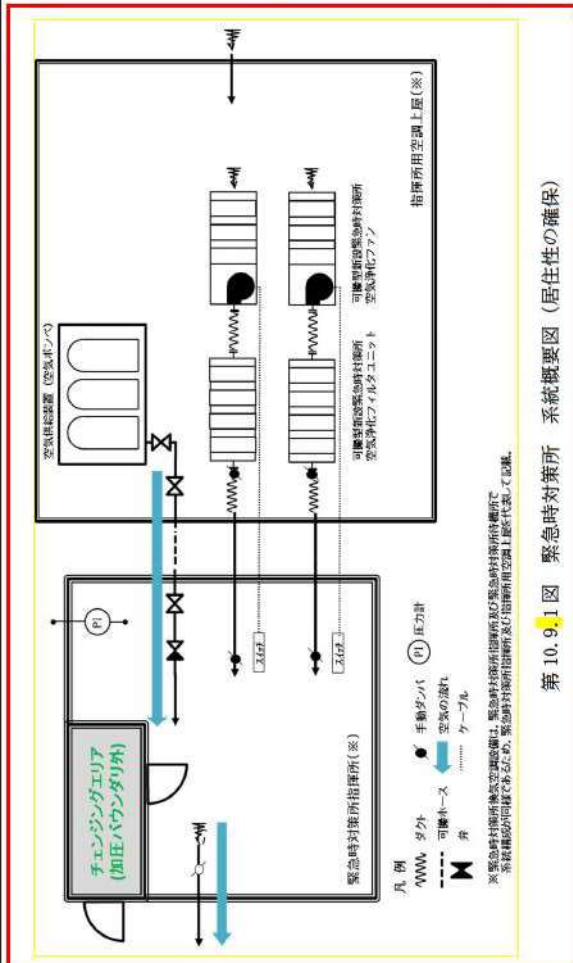 チェンジングエリア
(加圧バウンダリ外)
緊急時対策所指揮所(※)
PI
スイッチ
スイッチ
空気供給装置 (空気ボンベ)
可搬型新設緊急時対策所
空気浄化フィルタユニット
可搬型新設緊急時対策所
空気浄化ファン
指揮所用空調上屋(※)
凡 例
ダクト
手動ダンパ
PI
圧力計
可搬ホース
空気の流れ
弁
ケーブル
※緊急時対策所換気空調設備は、緊急時対策所指揮所及び緊急時対策所待機所で
系統構成が同様であるため、緊急時対策所指揮所及び指揮所用空調上屋を代表して記載。
第 10.9.1 図 緊急時対策所 系統概要図 (居住性の確保)